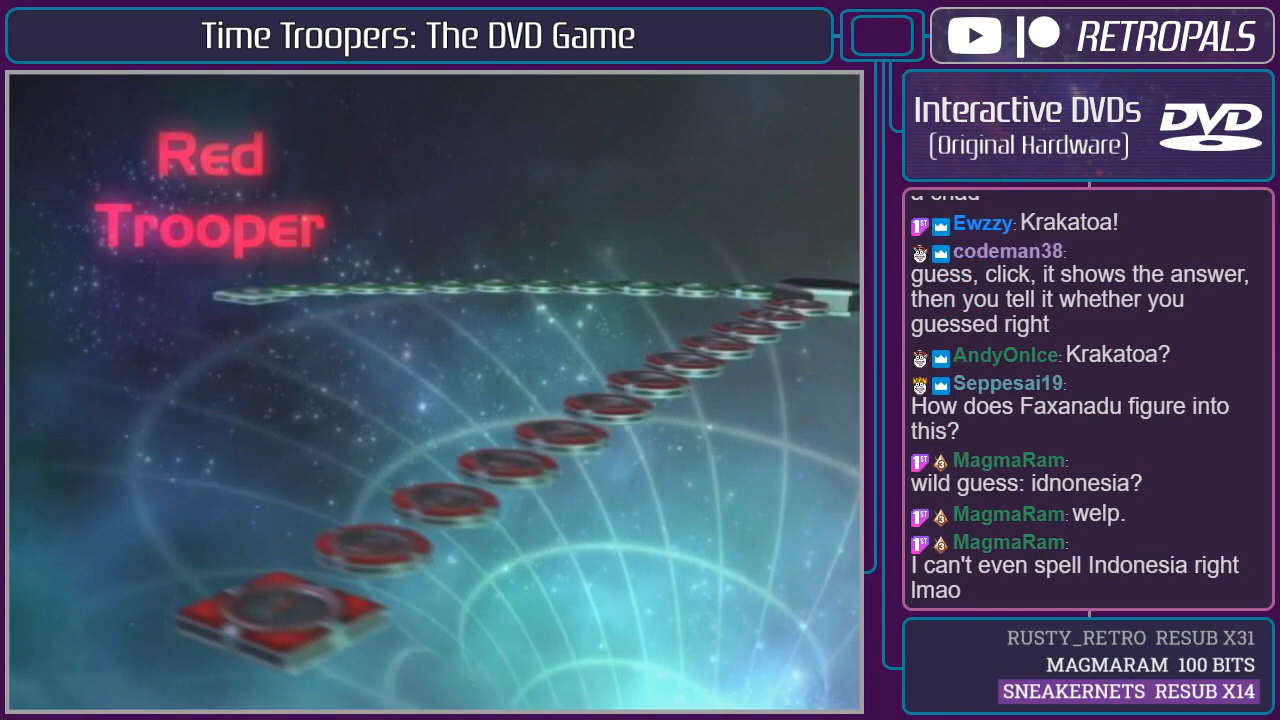 Time Troopers: The DVD Game
RETROPALS
Interactive DVDs
(Original Hardware)
DVD
Red
Trooper
Ewzzy: Krakatoa!
codeman38:
guess, click, it shows the answer,
then you tell it whether you
guessed right
AndyOnIce: Krakatoa?
Seppesai19:
How does Faxanadu figure into
this?
MagmaRam:
wild guess: idnonesia?
MagmaRam: welp.
MagmaRam:
I can't even spell Indonesia right
lmao
RUSTY_RETRO RESUB X31
MAGMARAM 100 BITS
SNEAKERNETS RESUB X14